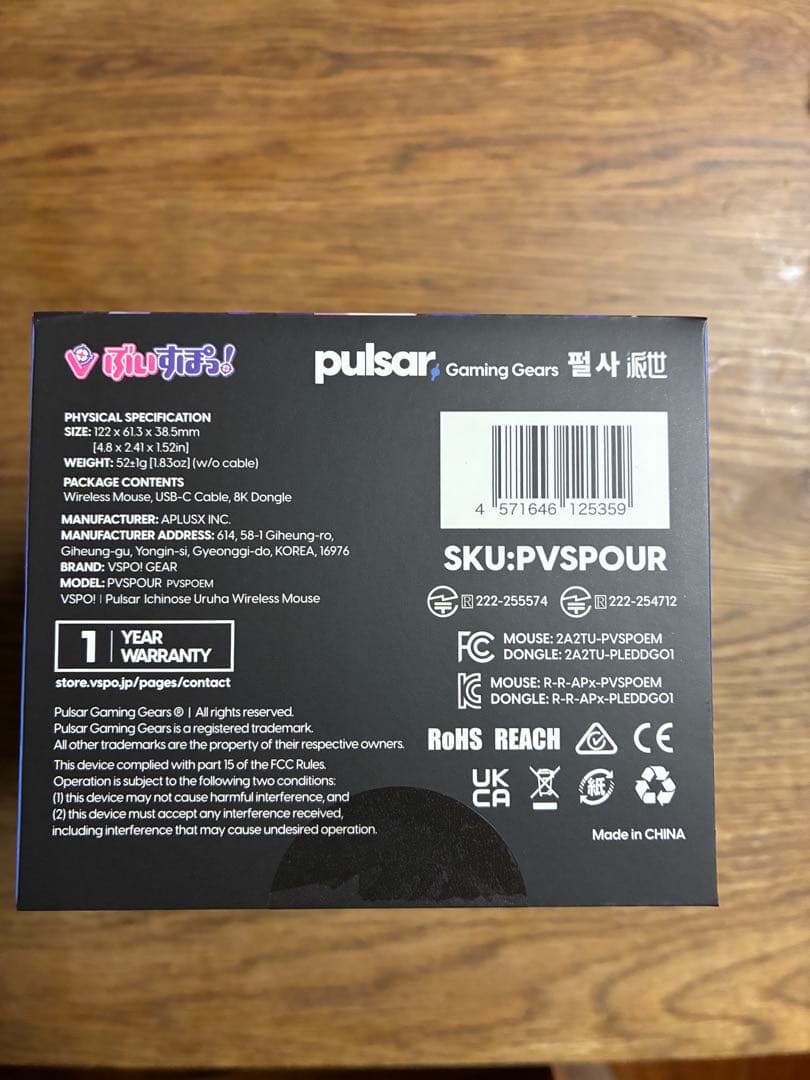 ぶいすぽっ!
pulsar Gaming Gears 펄사 派世
PHYSICAL SPECIFICATION
SIZE: 122 x 61.3 x 38.5mm
[4.8 x 2.41 x 1.52in]
WEIGHT: 52±1g [1.83oz] (w/o cable)
PACKAGE CONTENTS
Wireless Mouse, USB-C Cable, 8K Dongle
MANUFACTURER: APLUSX INC.
MANUFACTURER ADDRESS: 614, 58-1 Giheung-ro,
Giheung-gu, Yongin-si, Gyeonggi-do, KOREA, 16976
BRAND: VSPO! GEAR
MODEL: PVSPOUR PVSPOEM
VSPO! | Pulsar Ichinose Uruha Wireless Mouse
1 YEAR
WARRANTY
store.vspo.jp/pages/contact
Pulsar Gaming Gears ® | All rights reserved.
Pulsar Gaming Gears is a registered trademark.
All other trademarks are the property of their respective owners.
This device complied with part 15 of the FCC Rules.
Operation is subject to the following two conditions:
(1) this device may not cause harmful interference, and
(2) this device must accept any interference received,
including interference that may cause undesired operation.
4 571646 125359
SKU:PVSPOUR
R 222-255574 R 222-254712
FC MOUSE: 2A2TU-PVSPOEM
DONGLE: 2A2TU-PLEDDG01
KC MOUSE: R-R-APx-PVSPOEM
DONGLE: R-R-APx-PLEDDG01
RoHS REACH CE
UK
CA 紙
Made in CHINA